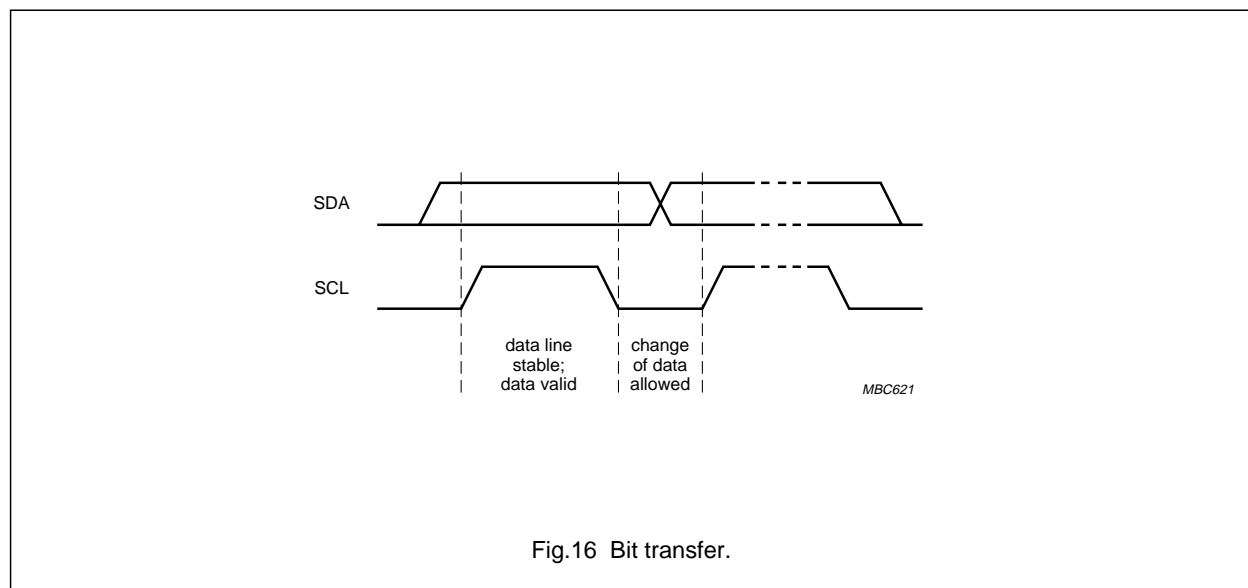 SDA
SCL
data line
stable;
data valid
change
of data
allowed
MBC621
Fig.16 Bit transfer.